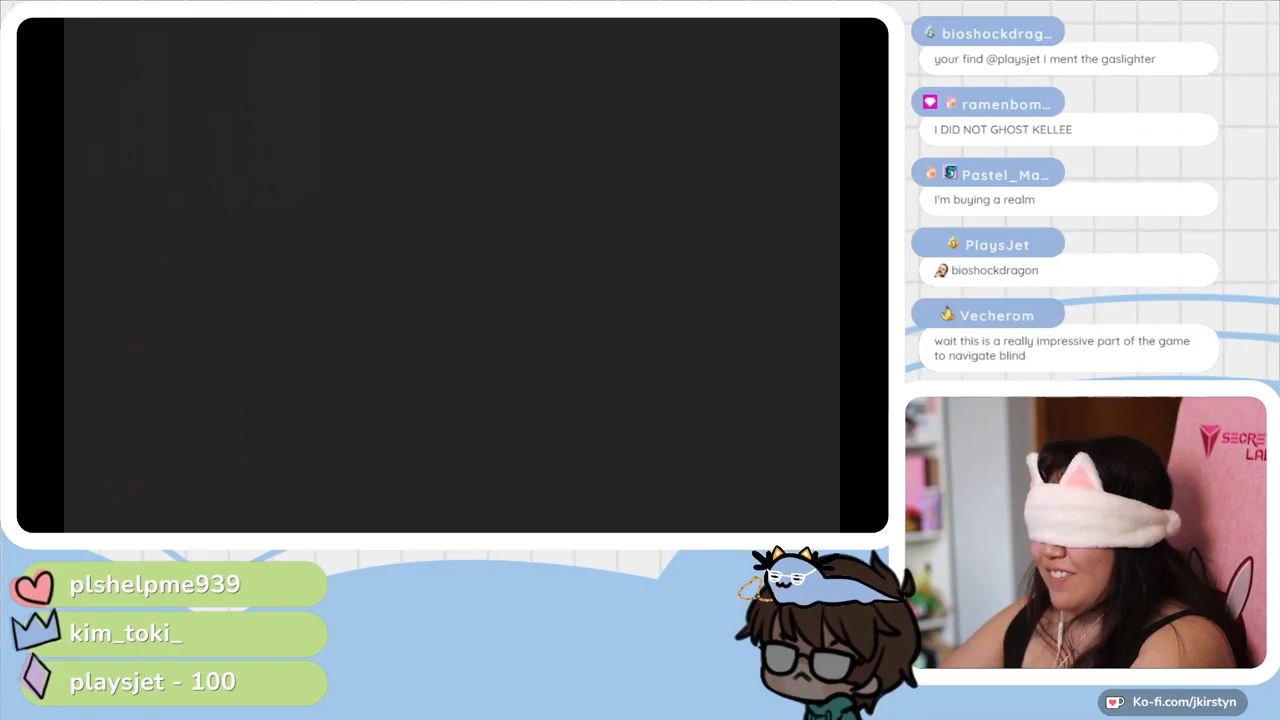 bioshockdrag...
your find @playsjet I ment the gaslighter
ramenbom...
I DID NOT GHOST KELLEE
Pastel_Ma...
I'm buying a realm
PlaysJet
bioshockdragon
Vecherom
wait this is a really impressive part of the game
to navigate blind
SECRE
LAB
plshelpme939
kim_toki_
playsjet - 100
Ko-fi.com/jkirstyn